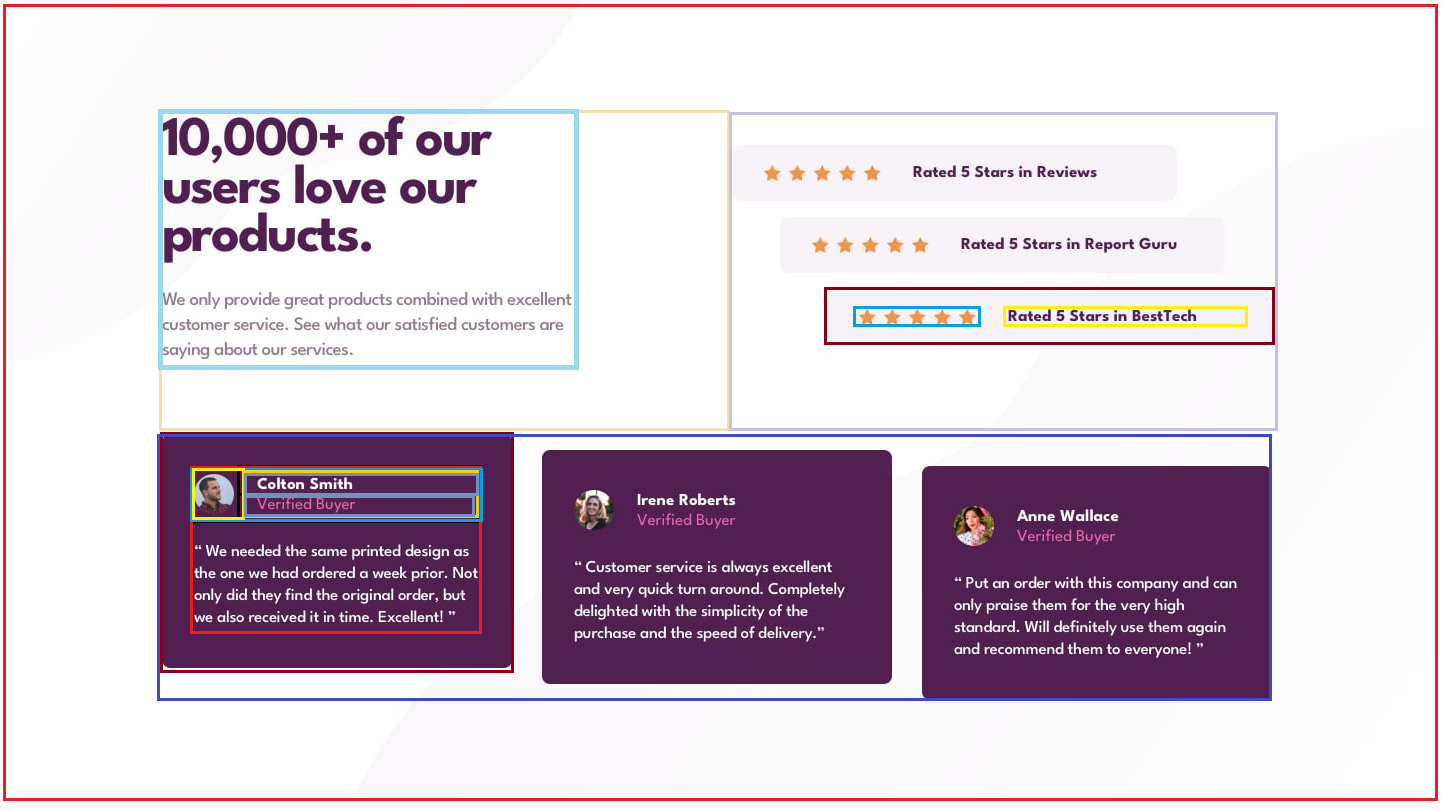 10,000+ of our
users love our
products.
We only provide great products combined with excellent
customer service. See what our satisfied customers are
saying about our services.
Rated 5 Stars in Reviews
Rated 5 Stars in Report Guru
Rated 5 Stars in BestTech
Colton Smith
Verified Buyer
“ We needed the same printed design as
the one we had ordered a week prior. Not
only did they find the original order, but
we also received it in time. Excellent! ”
Irene Roberts
Verified Buyer
“ Customer service is always excellent
and very quick turn around. Completely
delighted with the simplicity of the
purchase and the speed of delivery.”
Anne Wallace
Verified Buyer
“ Put an order with this company and can
only praise them for the very high
standard. Will definitely use them again
and recommend them to everyone! ”